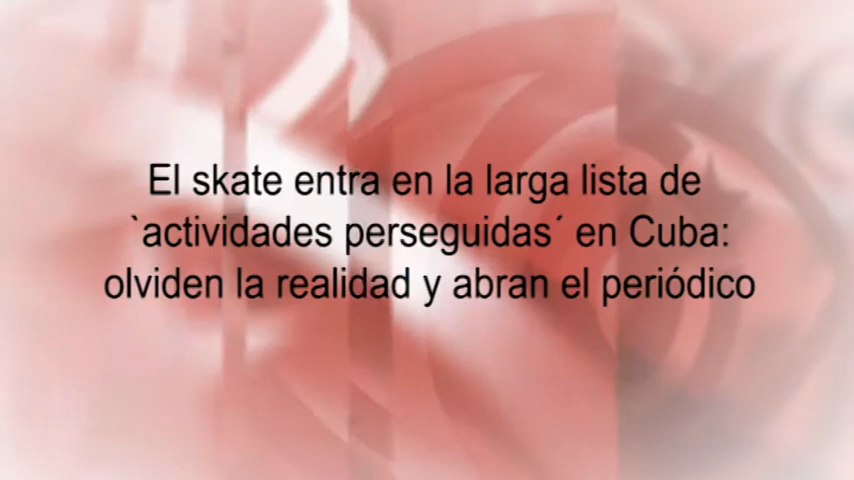 El skate entra en la larga lista de
`actividades perseguidas´ en Cuba:
olviden la realidad y abran el periódico